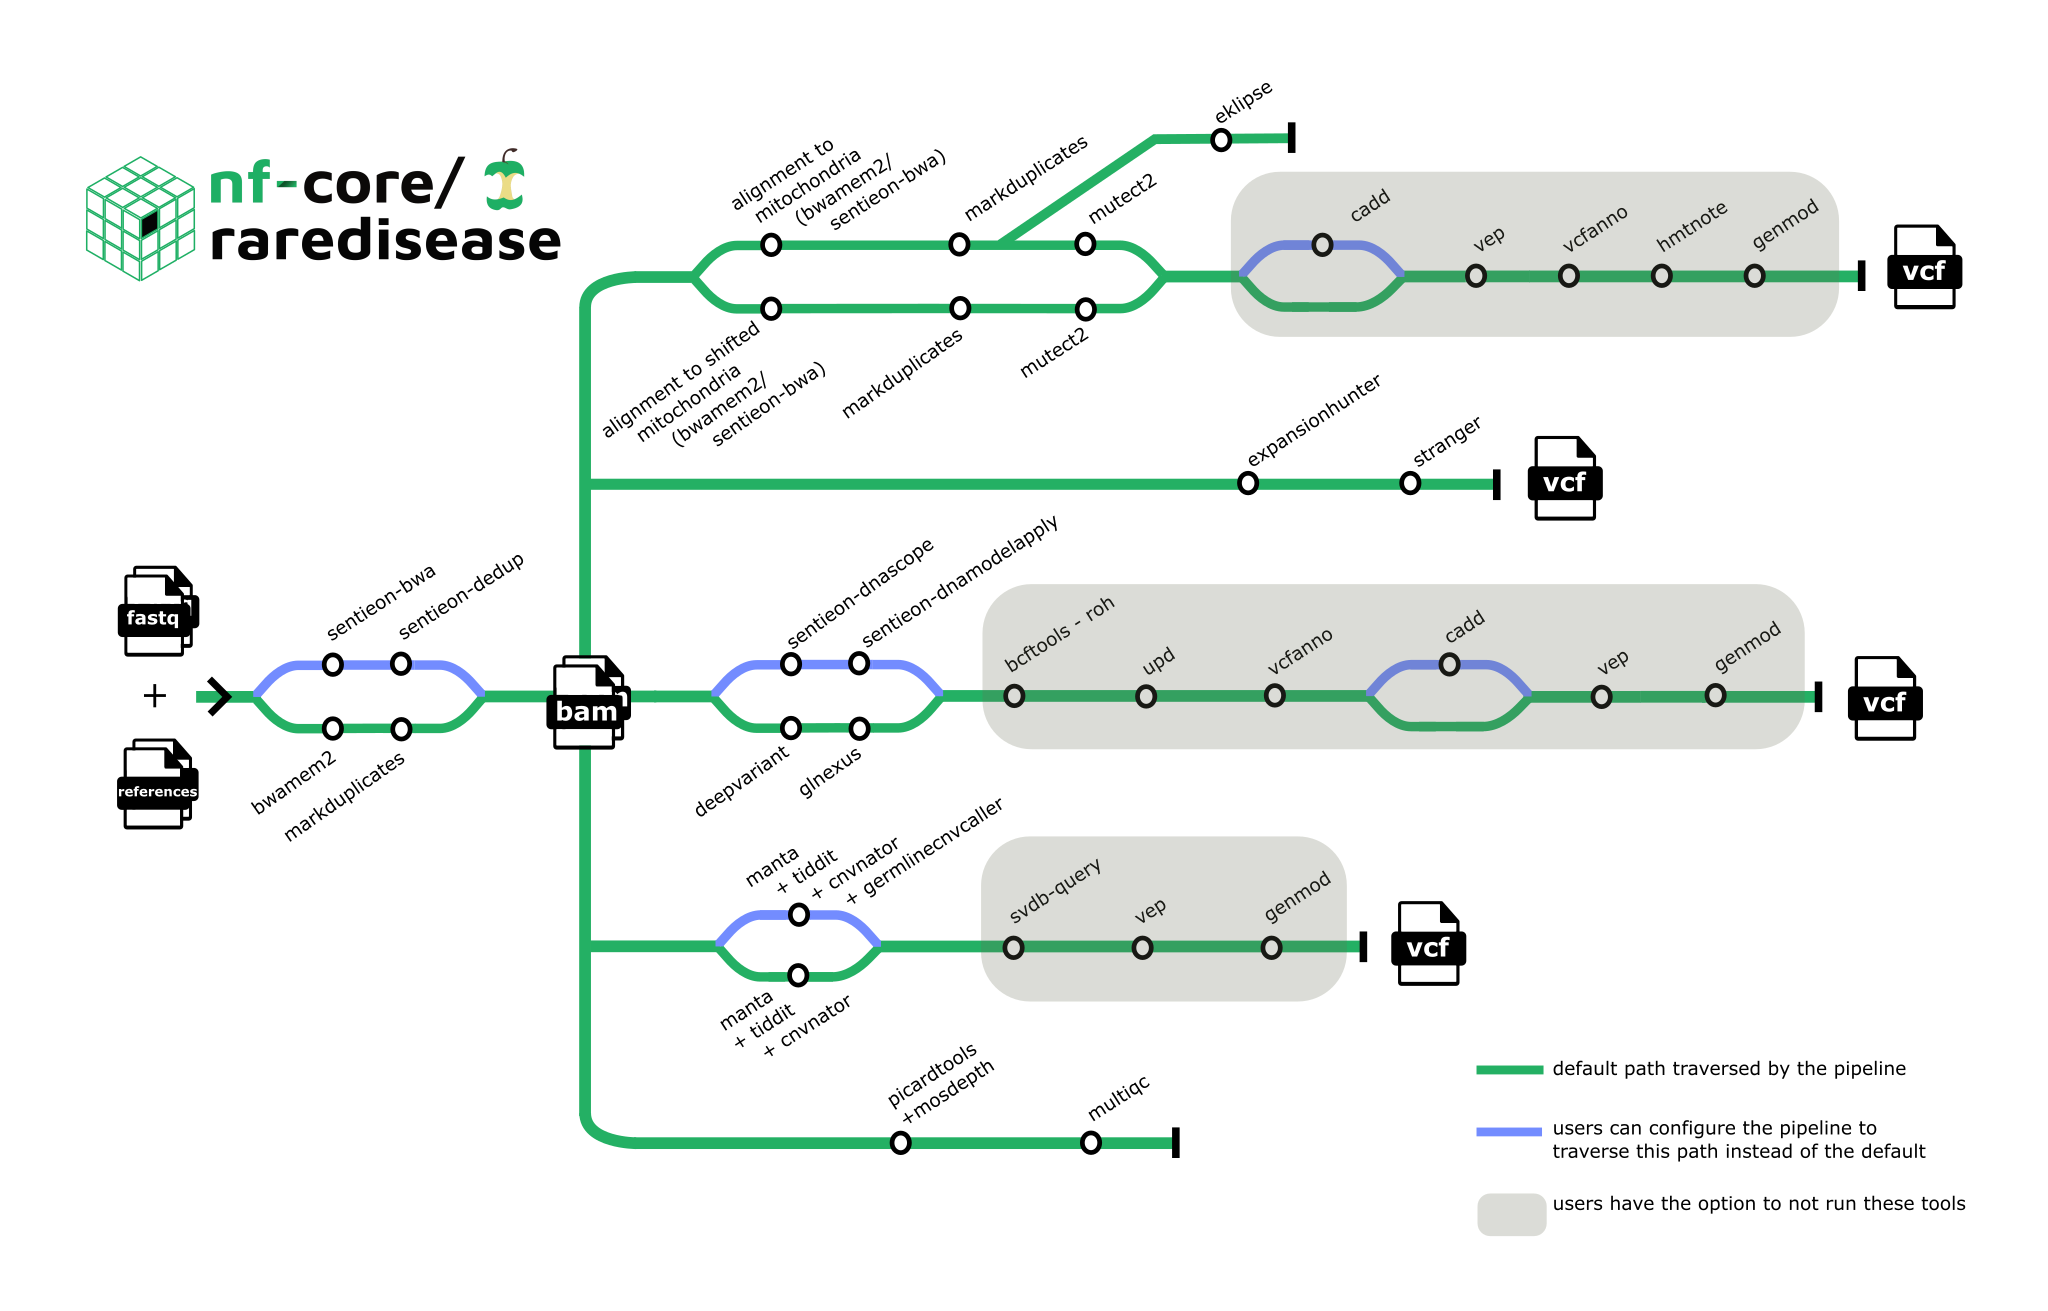 nf-core/
raredisease
eklipse
alignment to
mitochondria
(bwamem2/
sentieon-bwa)
markduplicates
mutect2
cadd
vep
vcfanno
hmtnote
genmod
vcf
alignment to shifted
mitochondria
(bwamem2/
sentieon-bwa)
markduplicates
mutect2
expansionhunter
stranger
vcf
fastq
+
references
sentieon-bwa
sentieon-dedup
bwamem2
markduplicates
bam
sentieon-dnascope
sentieon-dnamodelapply
deepvariant
glnexus
bcftools - roh
upd
vcfanno
cadd
vep
genmod
vcf
manta
+ tiddit
+ cnvnator
+ germlinecnvcaller
manta
+ tiddit
+ cnvnator
svdb-query
vep
genmod
vcf
picardtools
+mosdepth
multiqc
default path traversed by the pipeline
users can configure the pipeline to
traverse this path instead of the default
users have the option to not run these tools